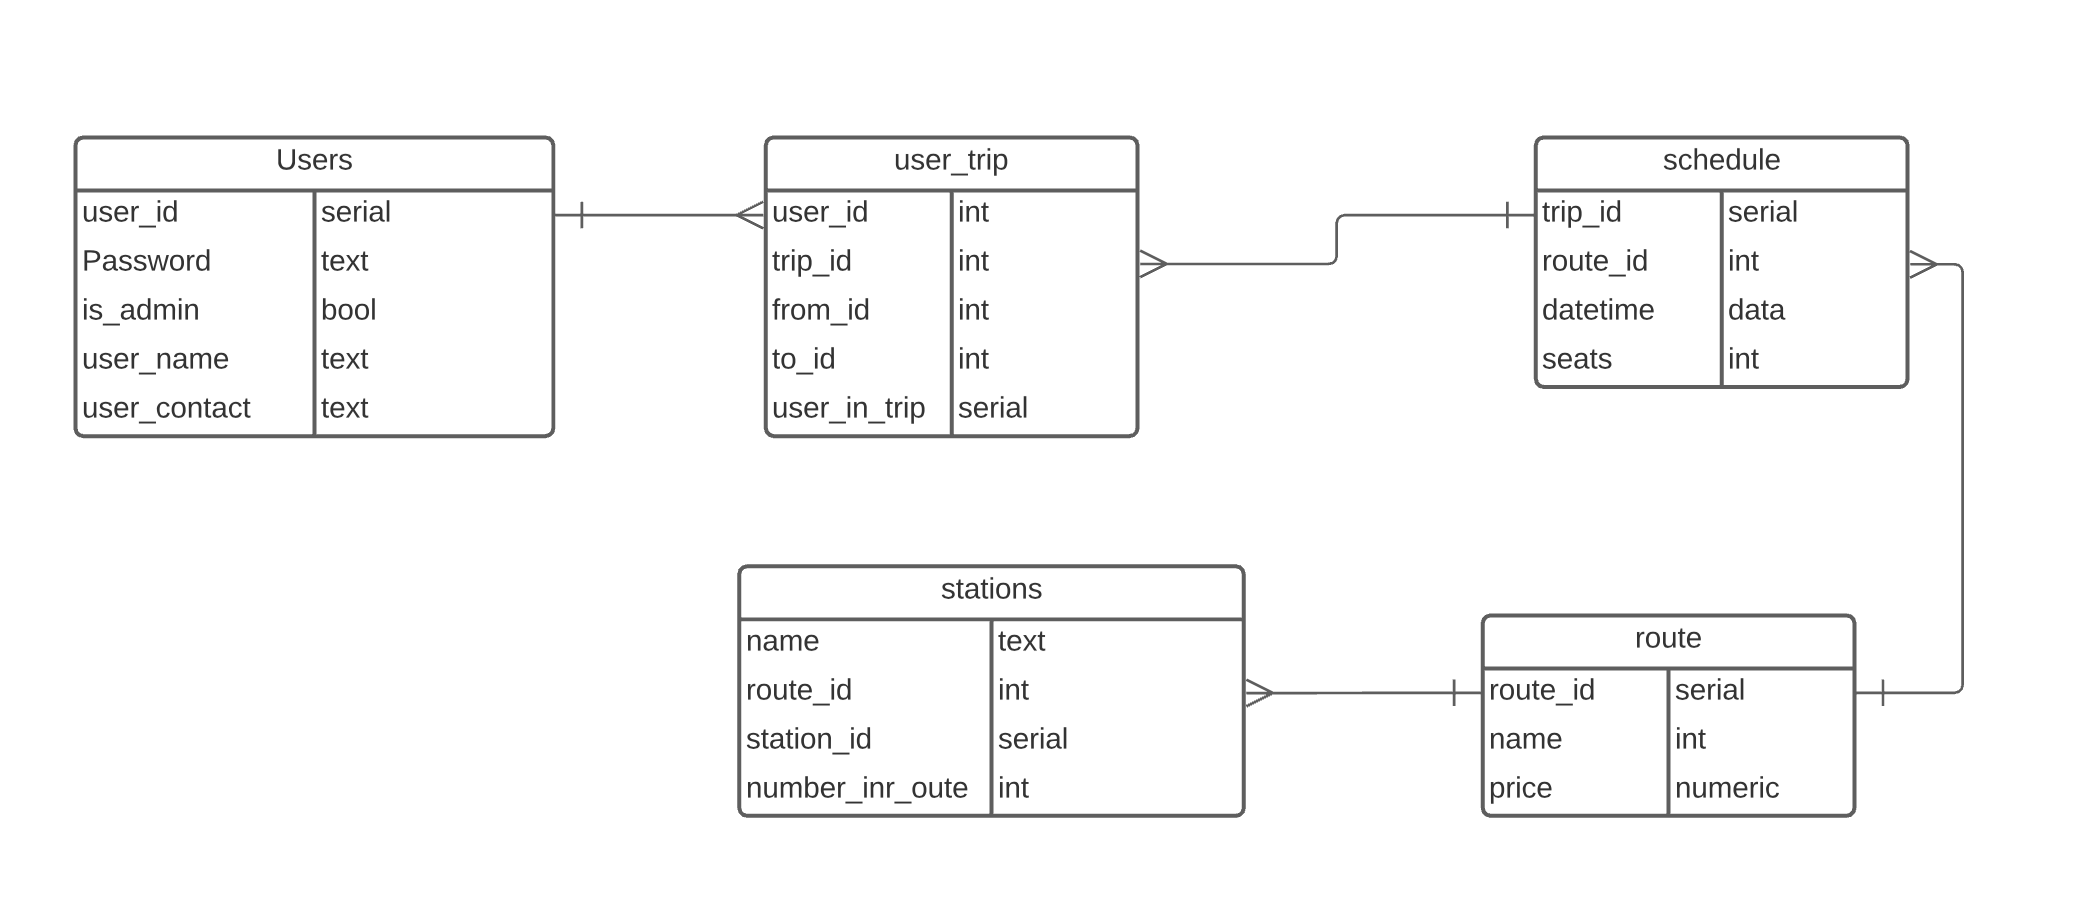 Users
user_id serial
Password text
is_admin bool
user_name text
user_contact text
user_trip
user_id int
trip_id int
from_id int
to_id int
user_in_trip serial
schedule
trip_id serial
route_id int
datetime data
seats int
stations
name text
route_id int
station_id serial
number_inr_oute int
route
route_id serial
name int
price numeric